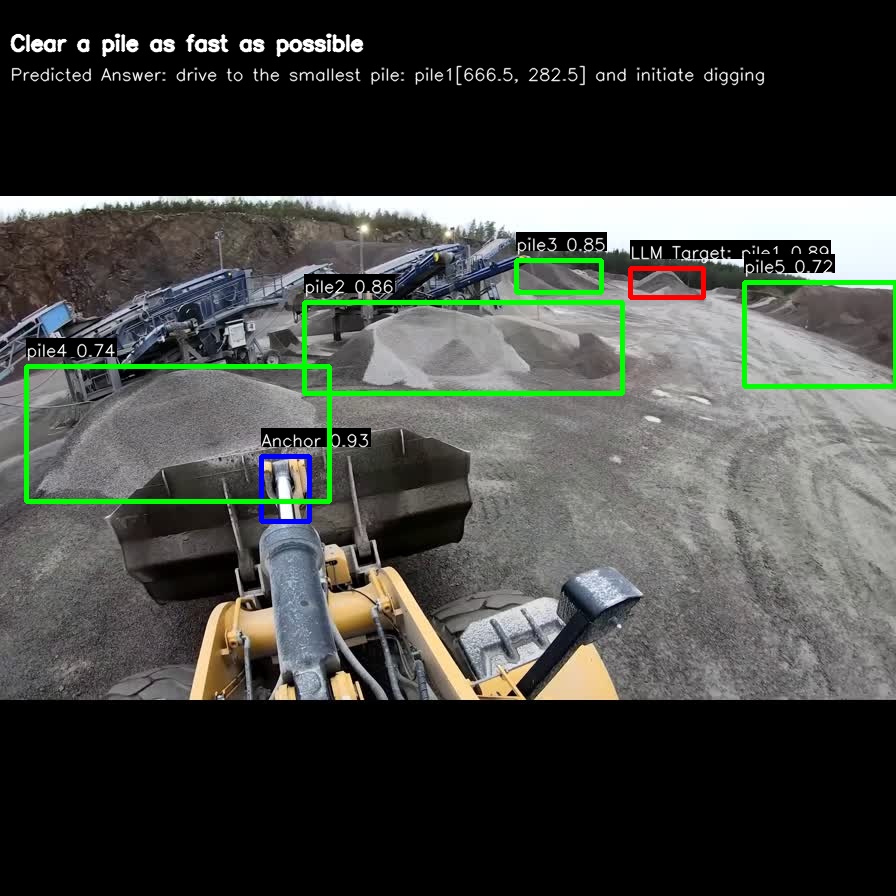 Clear a pile as fast as possible
Predicted Answer: drive to the smallest pile: pile1[666.5, 282.5] and initiate digging
pile3 0.85
LLM Target: pile1 0.89
pile5 0.72
pile2 0.86
pile4 0.74
Anchor 0.93